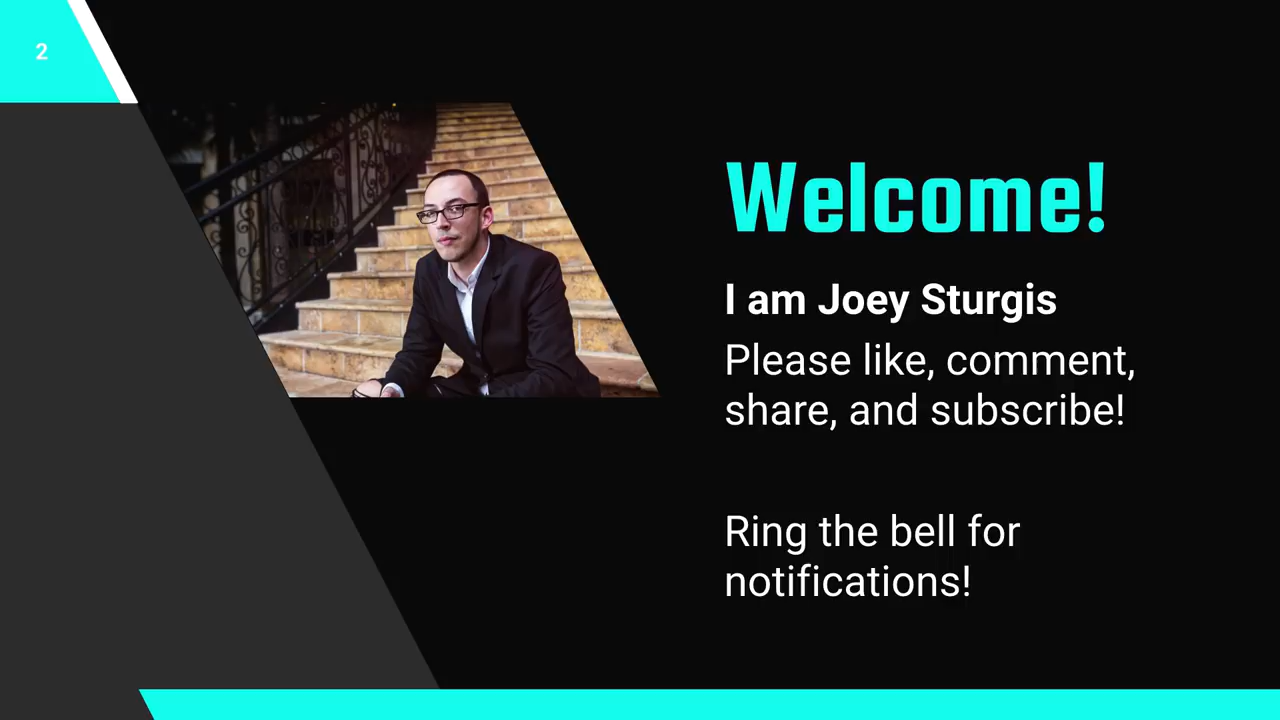 2
Welcome!
I am Joey Sturgis
Please like, comment,
share, and subscribe!
Ring the bell for
notifications!